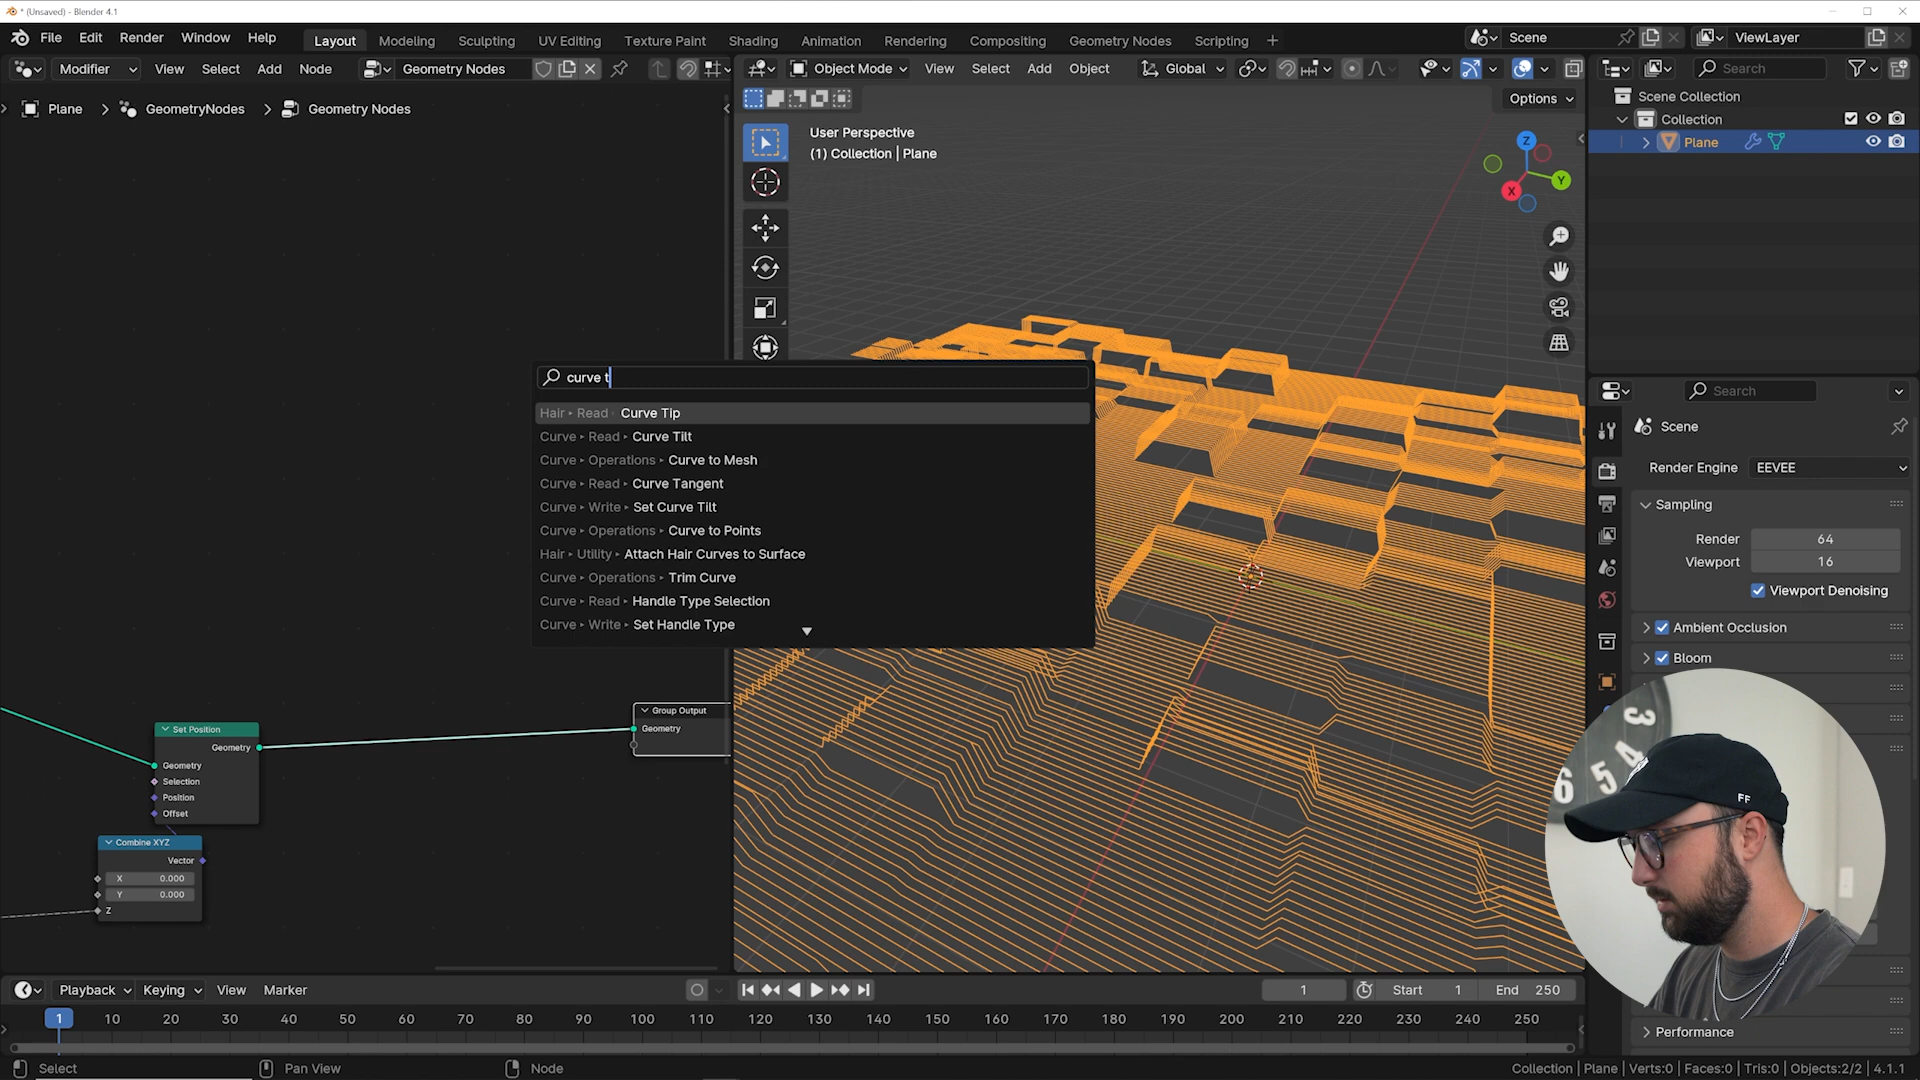 * (Unsaved) - Blender 4.1
File Edit Render Window Help
Layout Modeling Sculpting UV Editing Texture Paint Shading Animation Rendering Compositing Geometry Nodes Scripting +
Scene
ViewLayer
Modifier View Select Add Node Geometry Nodes
Object Mode View Select Add Object Global
Search
Plane > GeometryNodes > Geometry Nodes
Options
Scene Collection
Collection
Plane
User Perspective
(1) Collection | Plane
Z
Y
X
curve t
Hair ▸ Read ▸ Curve Tip
Curve ▸ Read ▸ Curve Tilt
Curve ▸ Operations ▸ Curve to Mesh
Curve ▸ Read ▸ Curve Tangent
Curve ▸ Write ▸ Set Curve Tilt
Curve ▸ Operations ▸ Curve to Points
Hair ▸ Utility ▸ Attach Hair Curves to Surface
Curve ▸ Operations ▸ Trim Curve
Curve ▸ Read ▸ Handle Type Selection
Curve ▸ Write ▸ Set Handle Type
Search
Scene
Render Engine EEVEE
Sampling
Render 64
Viewport 16
Viewport Denoising
Ambient Occlusion
Bloom
Performance
Set Position
Geometry
Geometry
Selection
Position
Offset
Combine XYZ
Vector
X 0.000
Y 0.000
Z
Group Output
Geometry
3
4
5
6
FF
Playback Keying View Marker
1 Start 1 End 250
1 10 20 30 40 50 60 70 80 90 100 110 120 130 140 150 160 170 180 190 200 210 220 230 240 250
Select Pan View Node
Collection | Plane | Verts:0 | Faces:0 | Tris:0 | Objects:2/2 | 4.1.1